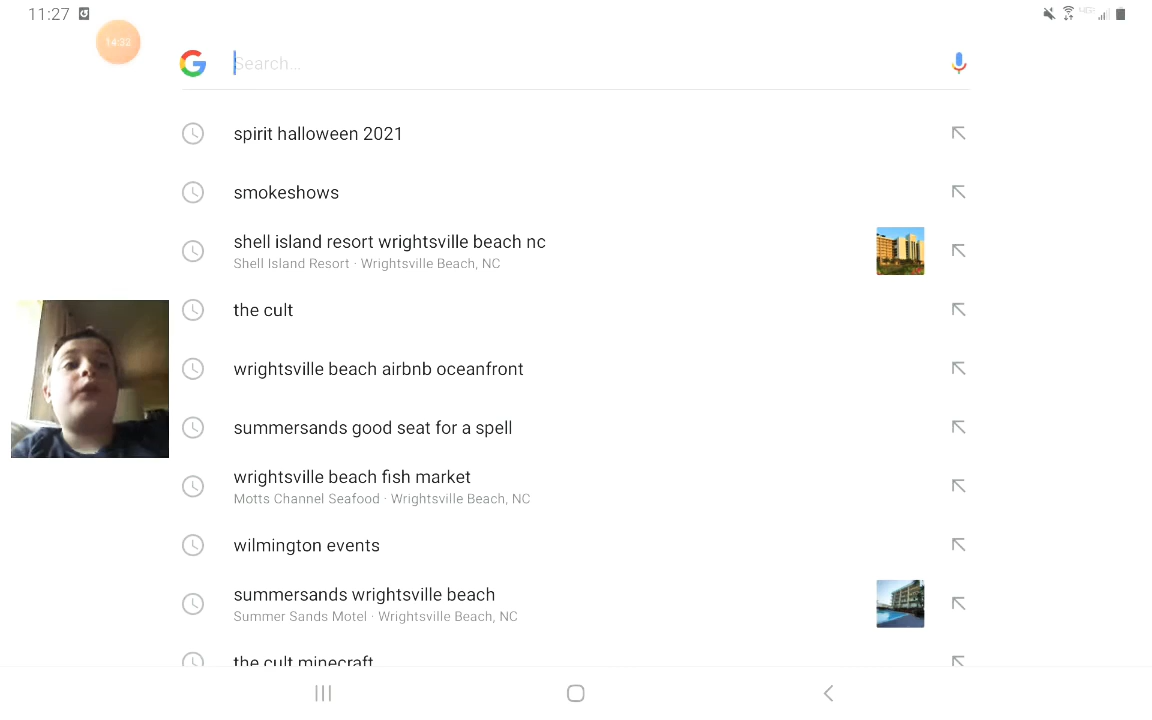 11:27
14:32
Search...
spirit halloween 2021
smokeshows
shell island resort wrightsville beach nc
Shell Island Resort · Wrightsville Beach, NC
the cult
wrightsville beach airbnb oceanfront
summersands good seat for a spell
wrightsville beach fish market
Motts Channel Seafood · Wrightsville Beach, NC
wilmington events
summersands wrightsville beach
Summer Sands Motel · Wrightsville Beach, NC
the cult minecraft